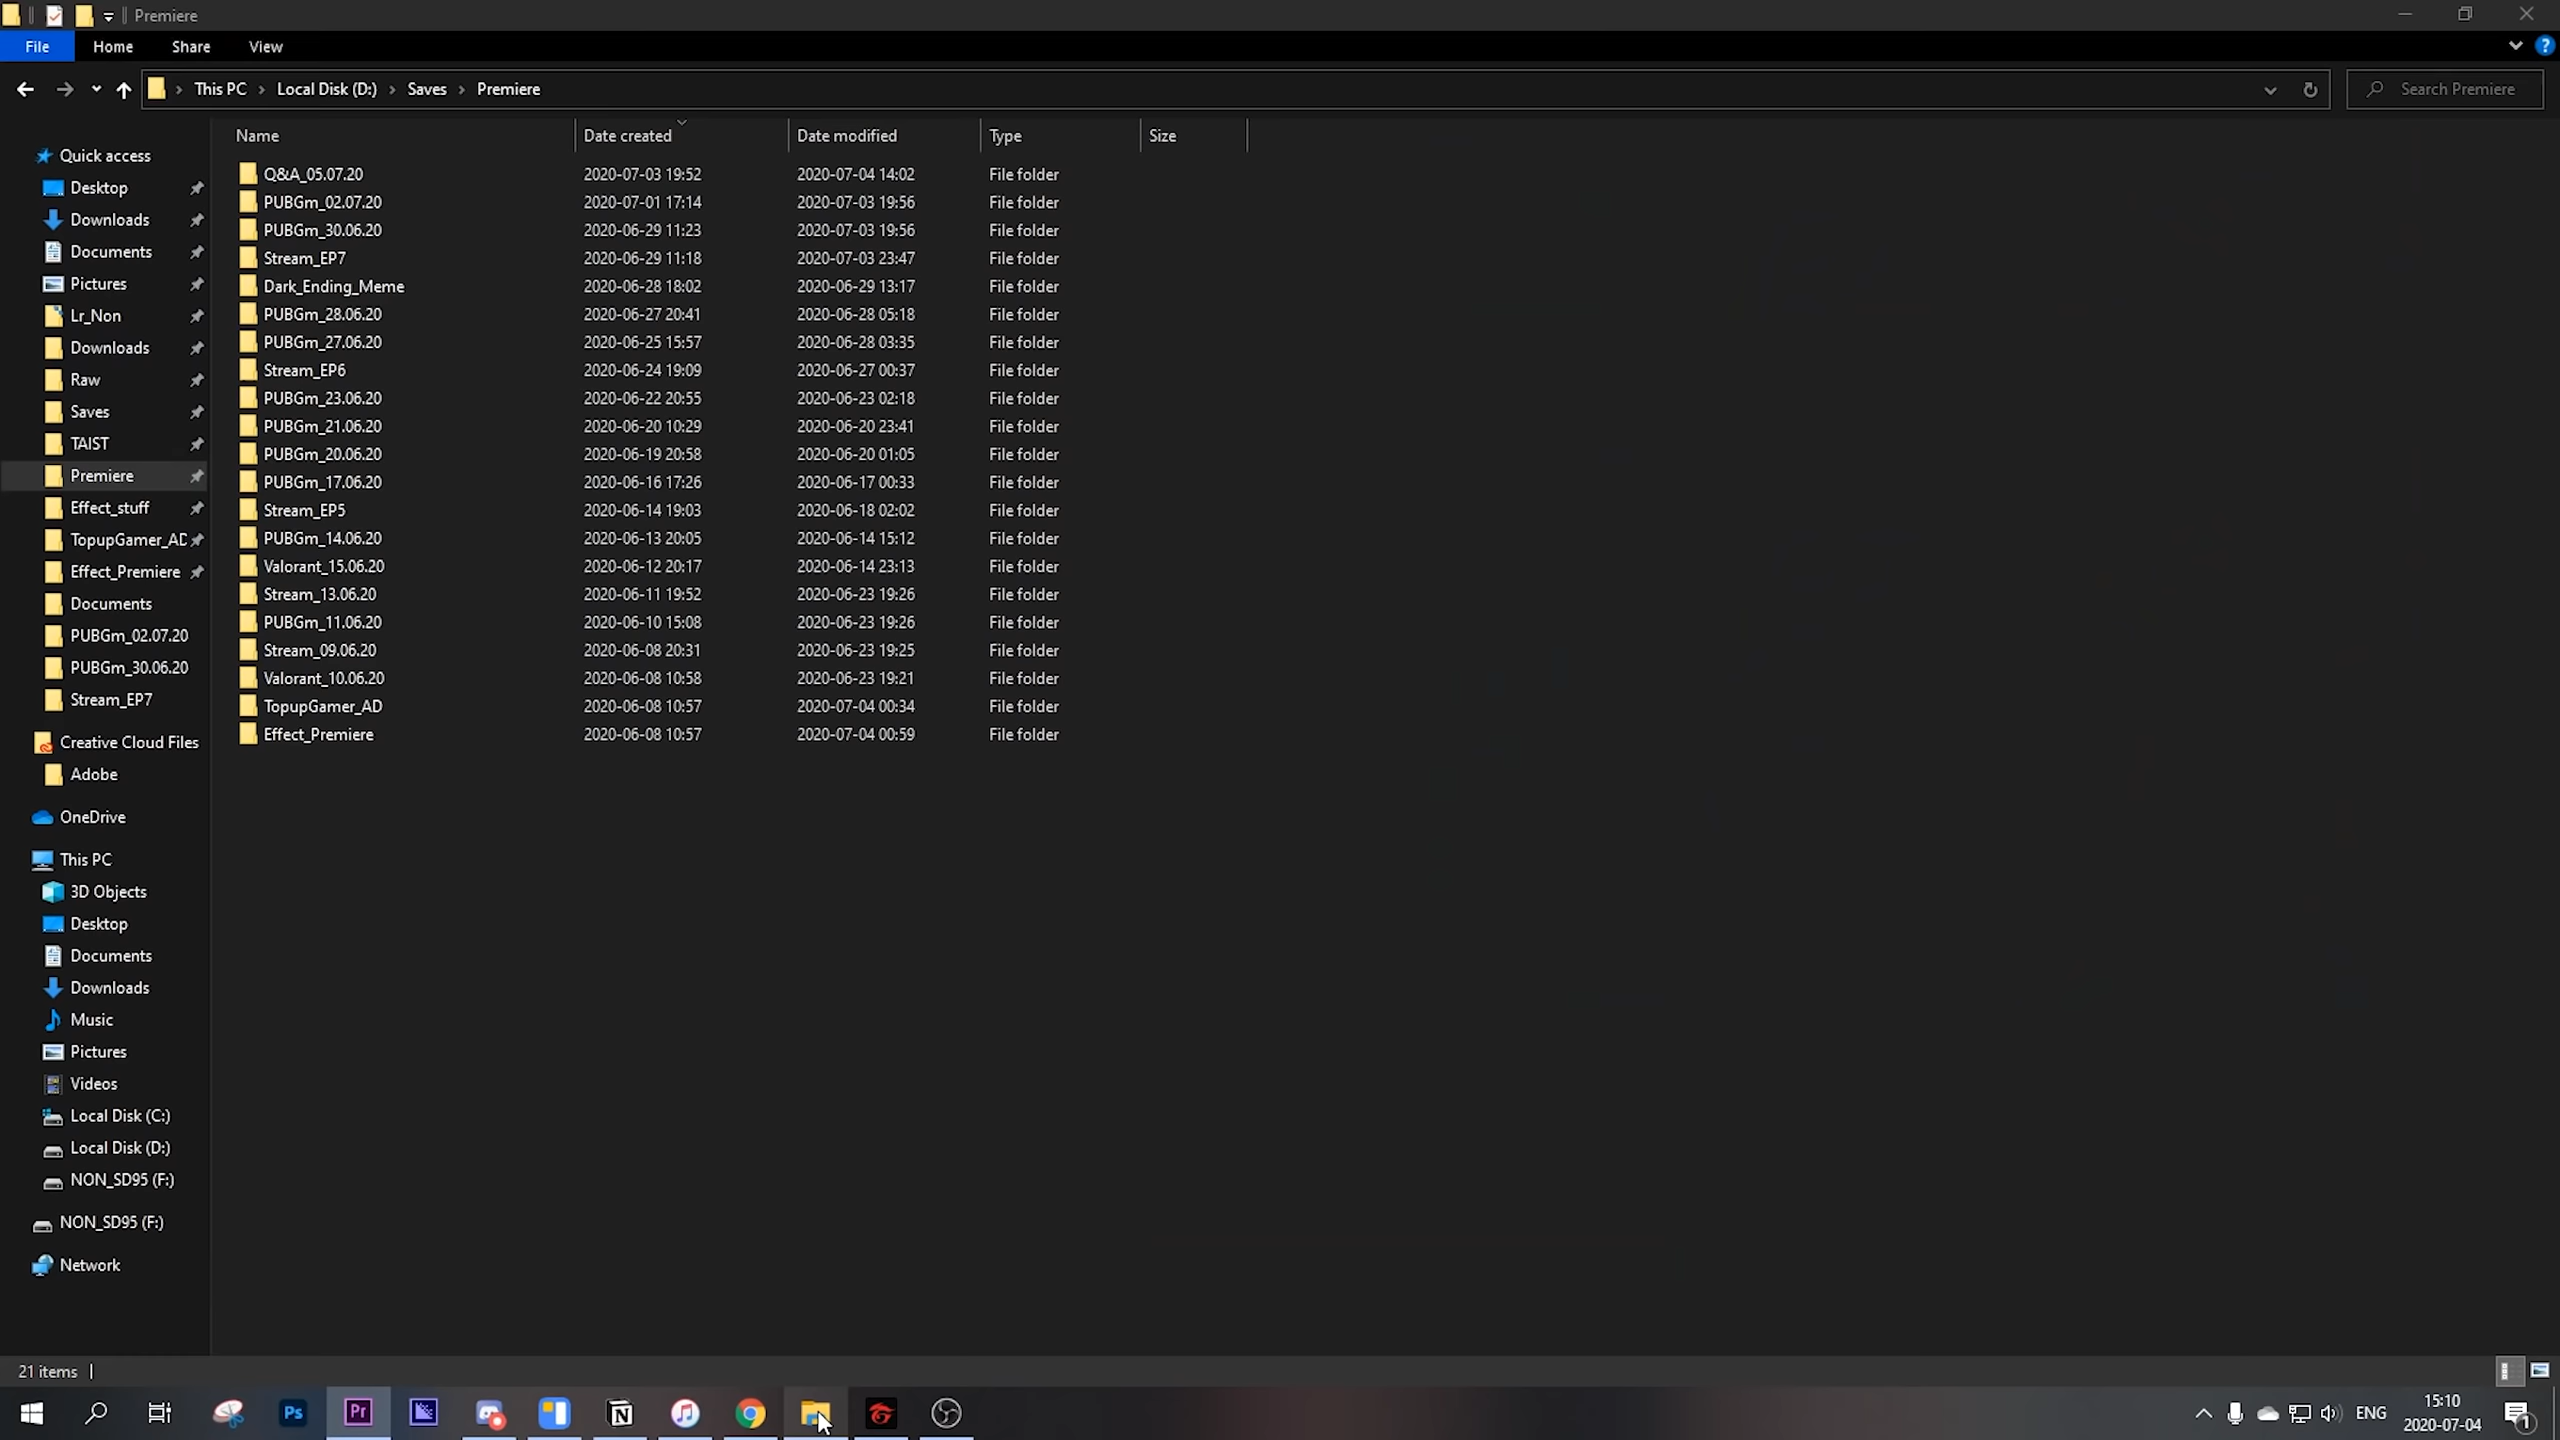 Premiere
File Home Share View
This PC Local Disk (D:) Saves Premiere Search Premiere
Name Date created Date modified Type Size
Q&A_05.07.20 2020-07-03 19:52 2020-07-04 14:02 File folder
PUBGm_02.07.20 2020-07-01 17:14 2020-07-03 19:56 File folder
PUBGm_30.06.20 2020-06-29 11:23 2020-07-03 19:56 File folder
Stream_EP7 2020-06-29 11:18 2020-07-03 23:47 File folder
Dark_Ending_Meme 2020-06-28 18:02 2020-06-29 13:17 File folder
PUBGm_28.06.20 2020-06-27 20:41 2020-06-28 05:18 File folder
PUBGm_27.06.20 2020-06-25 15:57 2020-06-28 03:35 File folder
Stream_EP6 2020-06-24 19:09 2020-06-27 00:37 File folder
PUBGm_23.06.20 2020-06-22 20:55 2020-06-23 02:18 File folder
PUBGm_21.06.20 2020-06-20 10:29 2020-06-20 23:41 File folder
PUBGm_20.06.20 2020-06-19 20:58 2020-06-20 01:05 File folder
PUBGm_17.06.20 2020-06-16 17:26 2020-06-17 00:33 File folder
Stream_EP5 2020-06-14 19:03 2020-06-18 02:02 File folder
PUBGm_14.06.20 2020-06-13 20:05 2020-06-14 15:12 File folder
Valorant_15.06.20 2020-06-12 20:17 2020-06-14 23:13 File folder
Stream_13.06.20 2020-06-11 19:52 2020-06-23 19:26 File folder
PUBGm_11.06.20 2020-06-10 15:08 2020-06-23 19:26 File folder
Stream_09.06.20 2020-06-08 20:31 2020-06-23 19:25 File folder
Valorant_10.06.20 2020-06-08 10:58 2020-06-23 19:21 File folder
TopupGamer_AD 2020-06-08 10:57 2020-07-04 00:34 File folder
Effect_Premiere 2020-06-08 10:57 2020-07-04 00:59 File folder
Quick access
Desktop
Downloads
Documents
Pictures
Lr_Non
Downloads
Raw
Saves
TAIST
Premiere
Effect_stuff
TopupGamer_AD
Effect_Premiere
Documents
PUBGm_02.07.20
PUBGm_30.06.20
Stream_EP7
Creative Cloud Files
Adobe
OneDrive
This PC
3D Objects
Desktop
Documents
Downloads
Music
Pictures
Videos
Local Disk (C:)
Local Disk (D:)
NON_SD95 (F:)
NON_SD95 (F:)
Network
21 items
Ps Pr ENG 15:10
2020-07-04 1